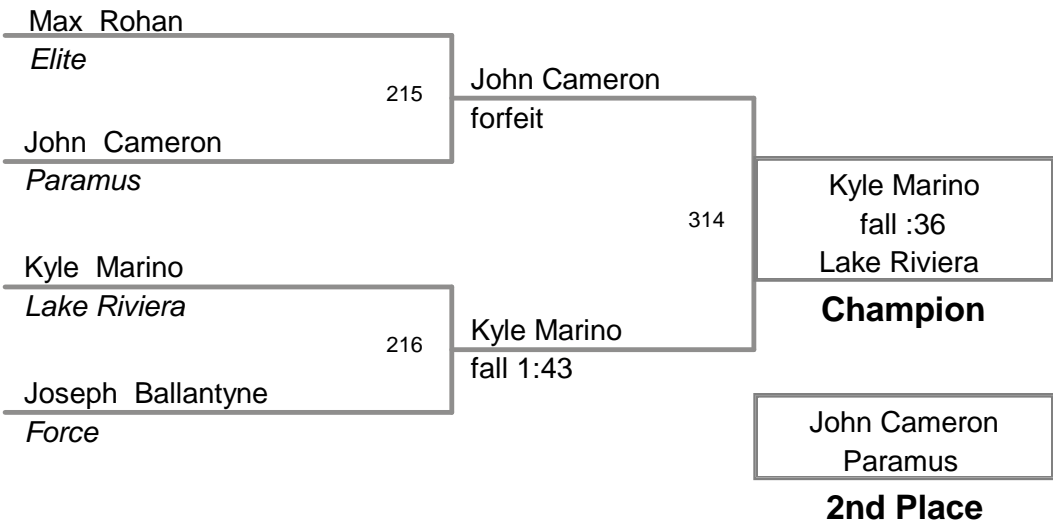 Max Rohan
Elite
215
John Cameron
forfeit
John Cameron
Paramus
314
Kyle Marino
fall :36
Lake Riviera
Champion
Kyle Marino
Lake Riviera
216
Kyle Marino
fall 1:43
Joseph Ballantyne
Force
John Cameron
Paramus
2nd Place